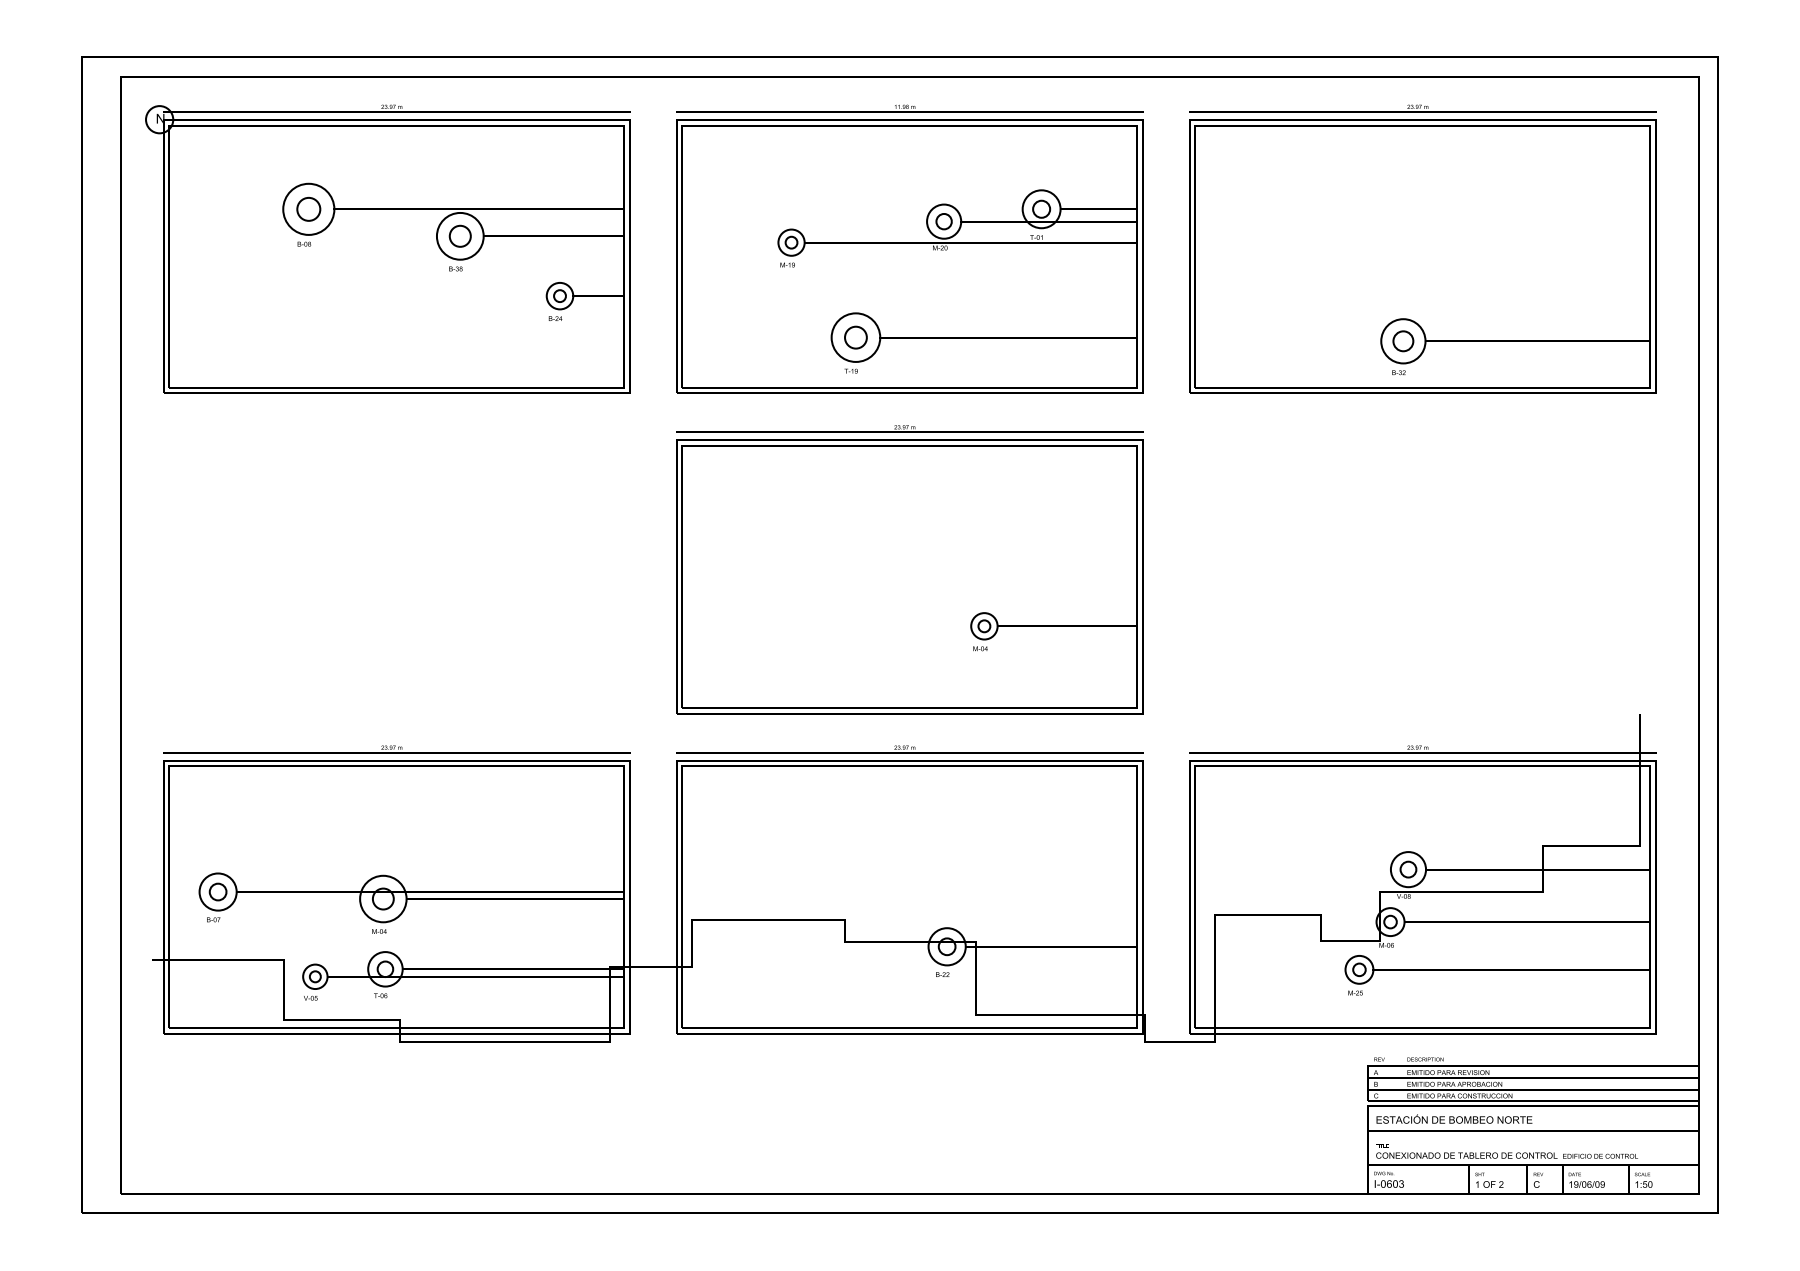 23.97 m
11.98 m
23.97 m
N
B-08
B-38
B-24
M-19
M-20
T-01
T-19
B-32
23.97 m
M-04
23.97 m
23.97 m
23.97 m
B-07
M-04
V-05
T-06
B-22
V-08
M-06
M-25
REV DESCRIPTION
A EMITIDO PARA REVISION
B EMITIDO PARA APROBACION
C EMITIDO PARA CONSTRUCCION
ESTACIÓN DE BOMBEO NORTE
TITLE
CONEXIONADO DE TABLERO DE CONTROL EDIFICIO DE CONTROL
DWG No. SHT REV DATE SCALE
I-0603 1 OF 2 C 19/06/09 1:50